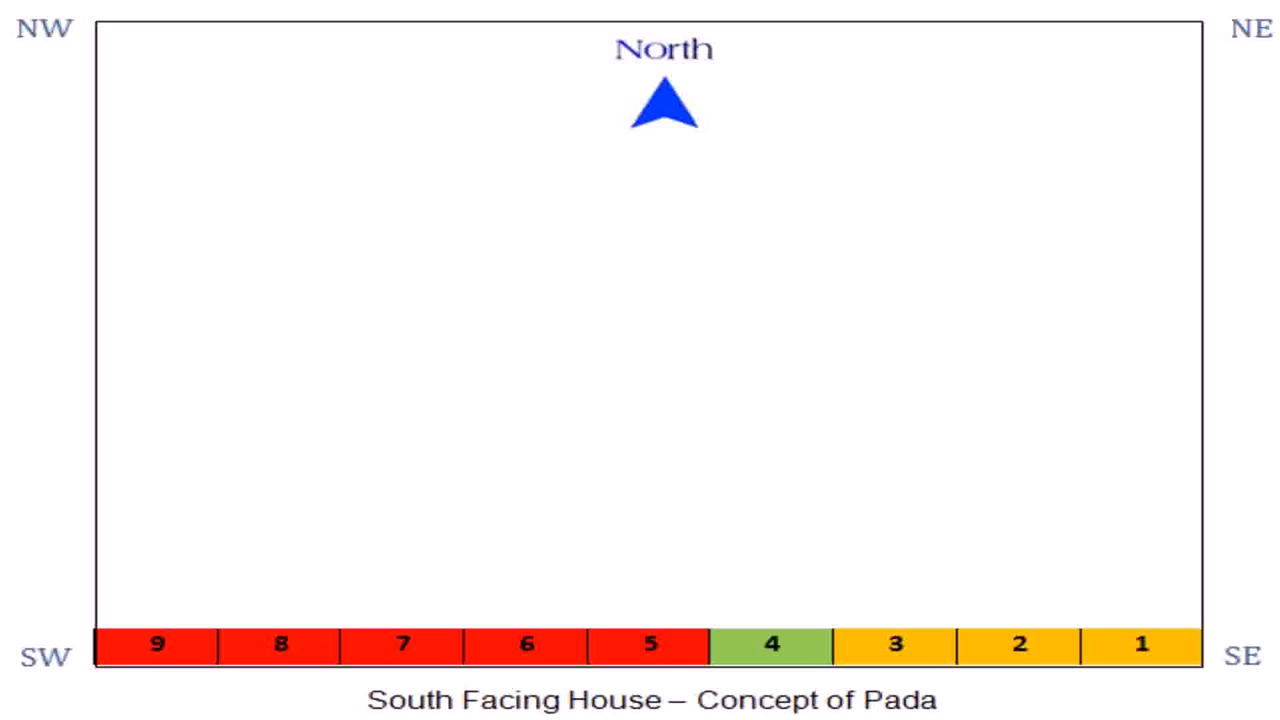 NW
NE
North
9 8 7 6 5 4 3 2 1
SW
SE
South Facing House – Concept of Pada